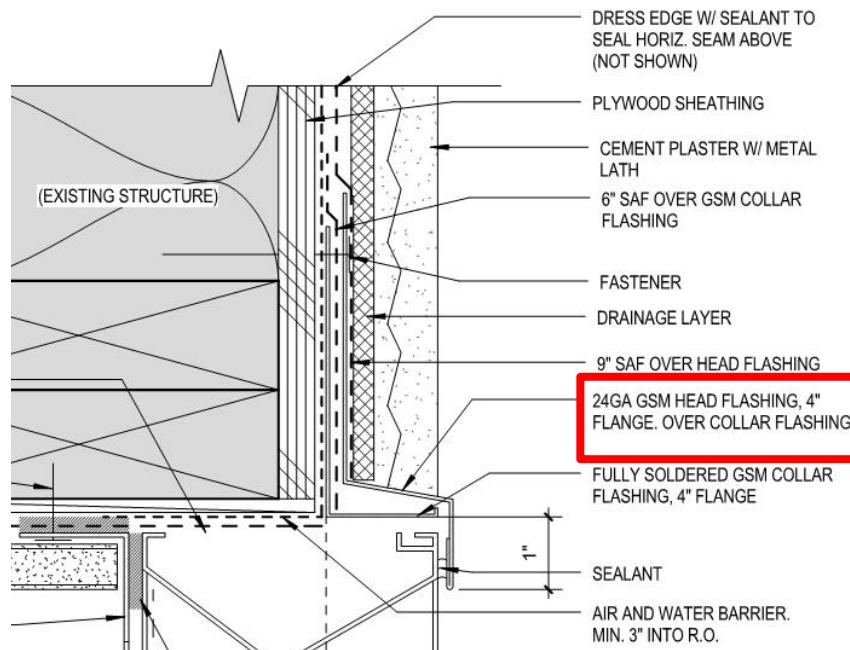 DRESS EDGE W/ SEALANT TO
SEAL HORIZ. SEAM ABOVE
(NOT SHOWN)
PLYWOOD SHEATHING
CEMENT PLASTER W/ METAL
LATH
(EXISTING STRUCTURE)
6" SAF OVER GSM COLLAR
FLASHING
FASTENER
DRAINAGE LAYER
9" SAF OVER HEAD FLASHING
24GA GSM HEAD FLASHING, 4"
FLANGE. OVER COLLAR FLASHING
FULLY SOLDERED GSM COLLAR
FLASHING, 4" FLANGE
1"
SEALANT
AIR AND WATER BARRIER.
MIN. 3" INTO R.O.